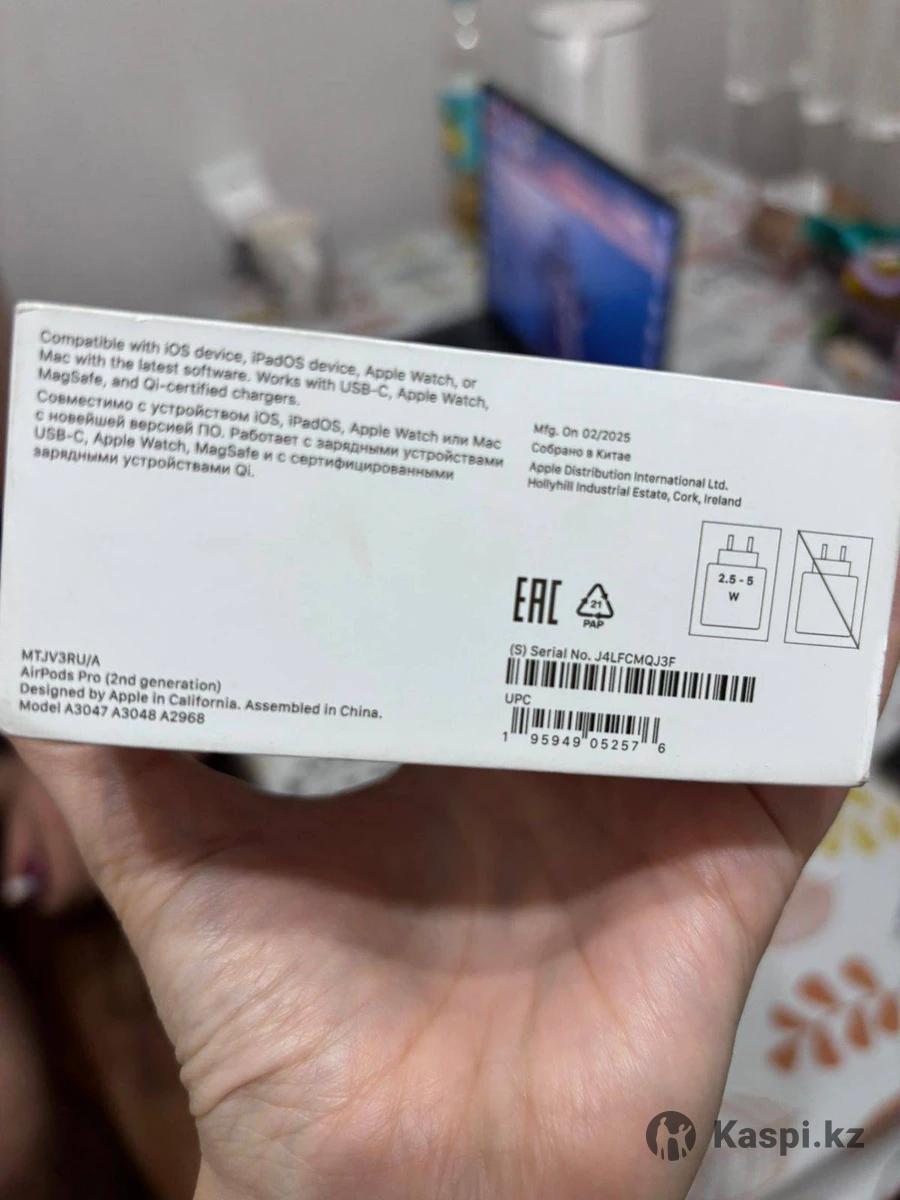 Compatible with iOS device, iPadOS device, Apple Watch, or
Mac with the latest software. Works with USB-C, Apple Watch,
MagSafe, and Qi-certified chargers.
Совместимо с устройством iOS, iPadOS, Apple Watch или Mac
с новейшей версией ПО. Работает с зарядными устройствами
USB-C, Apple Watch, MagSafe и с сертифицированными
зарядными устройствами Qi.
Mfg. On 02/2025
Собрано в Китае
Apple Distribution International Ltd.
Hollyhill Industrial Estate, Cork, Ireland
2.5 - 5
W
EAC
21
PAP
MTJV3RU/A
AirPods Pro (2nd generation)
Designed by Apple in California. Assembled in China.
Model A3047 A3048 A2968
(S) Serial No. J4LFCMQJ3F
UPC
1 95949 05257 6
Kaspi.kz